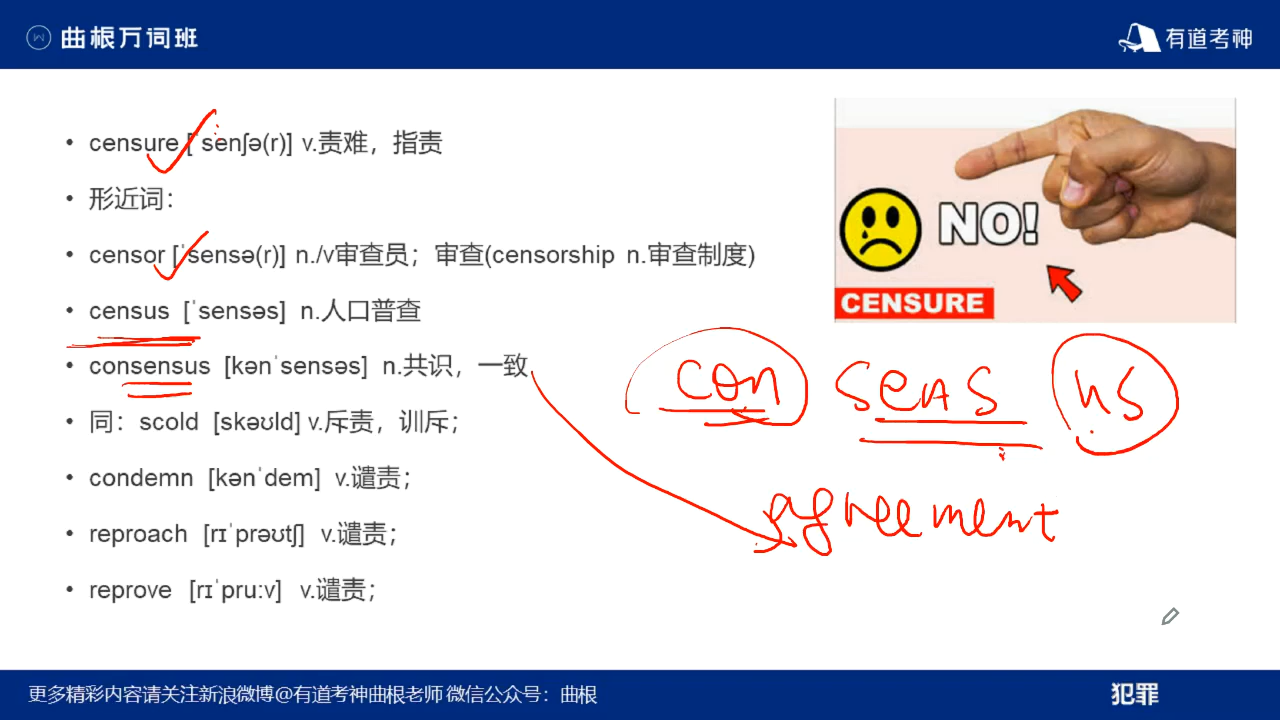 曲根万词班
有道考神
• censure [ˈsenʃə(r)] v.责难，指责
• 形近词：
• censor [ˈsensə(r)] n./v审查员；审查(censorship n.审查制度)
• census [ˈsensəs] n.人口普查
• consensus [kənˈsensəs] n.共识，一致
• 同：scold [skəʊld] v.斥责，训斥；
• condemn [kənˈdem] v.谴责；
• reproach [rɪˈprəʊtʃ] v.谴责；
• reprove [rɪˈpru:v] v.谴责；
NO!
CENSURE
con sens us
agreement
更多精彩内容请关注新浪微博@有道考神曲根老师 微信公众号：曲根
犯罪